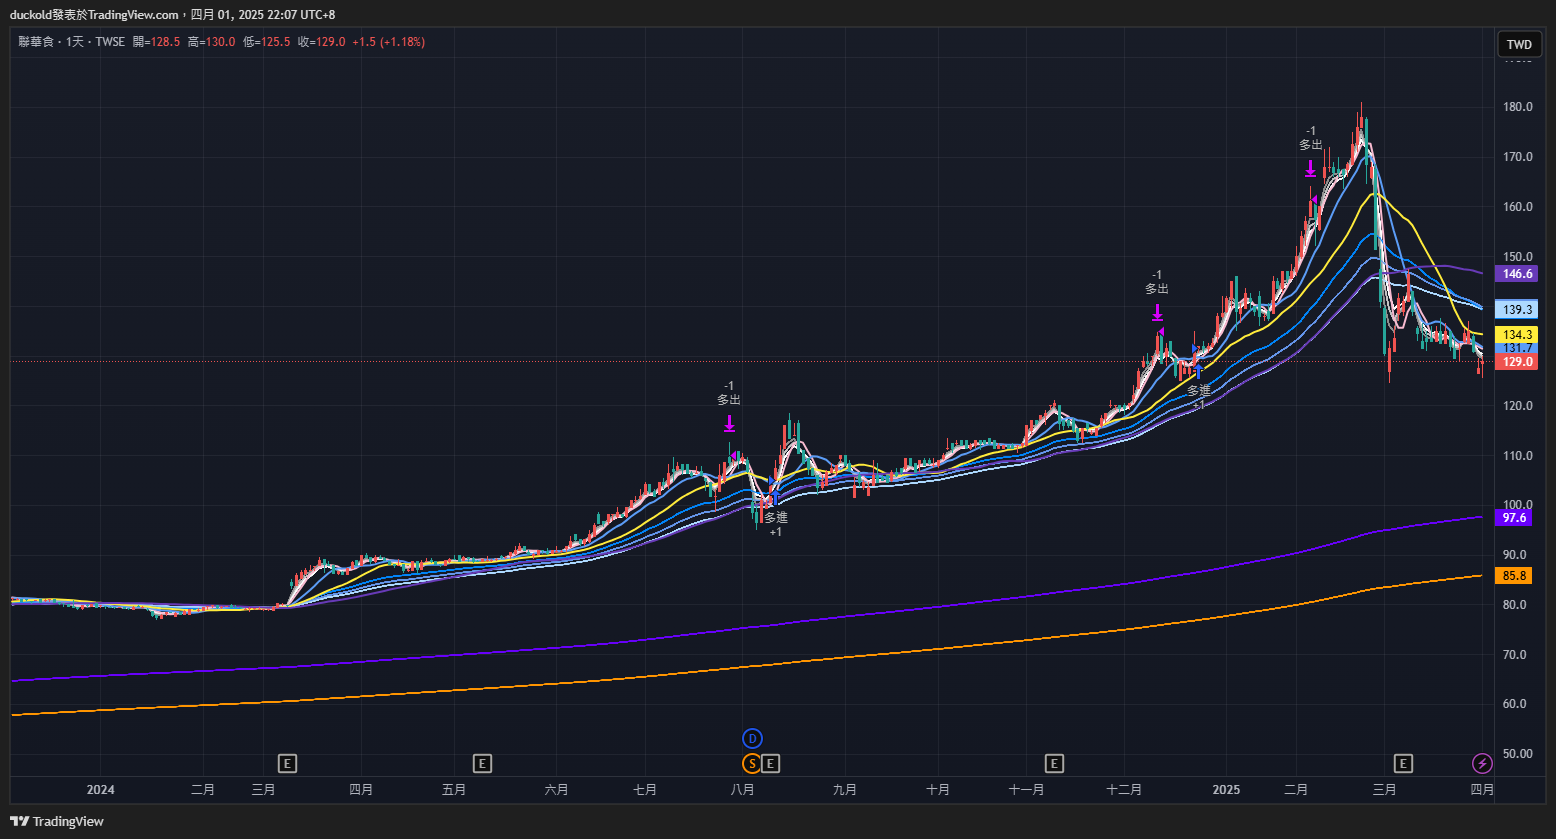 duckold發表於TradingView.com，四月 01, 2025 22:07 UTC+8
聯華食・1天・TWSE 開=128.5 高=130.0 低=125.5 收=129.0 +1.5 (+1.18%)
TWD
180.0
170.0
160.0
150.0
146.6
139.3
134.3
131.7
129.0
120.0
110.0
100.0
97.6
90.0
85.8
80.0
70.0
60.0
50.00
-1
多出
-1
多出
-1
多出
多進
+1
多進
+1
D
E
E
S
E
E
E
2024
二月
三月
四月
五月
六月
七月
八月
九月
十月
十一月
十二月
2025
二月
三月
四月
TradingView